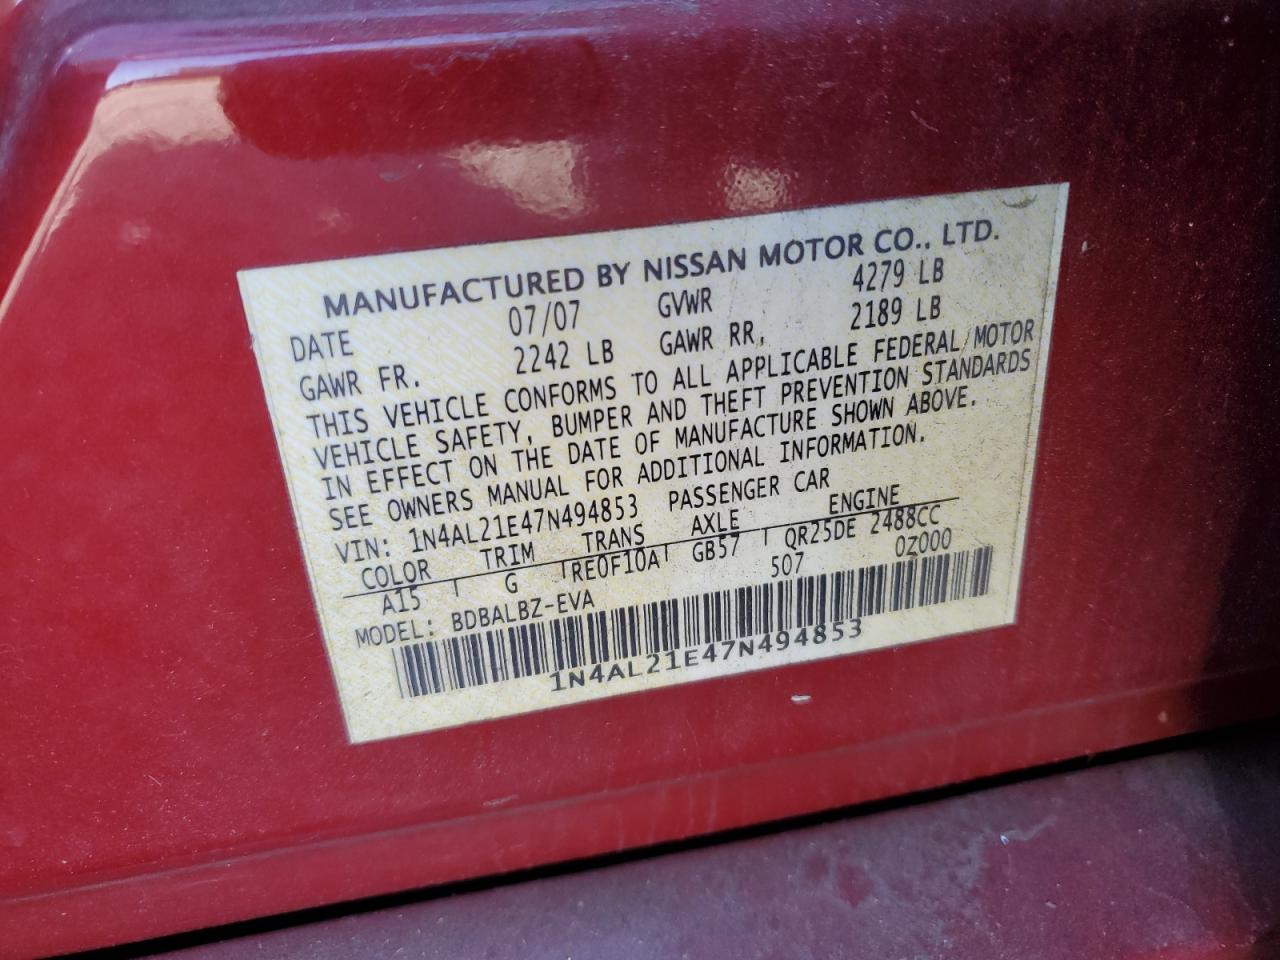 MANUFACTURED BY NISSAN MOTOR CO., LTD.
DATE 07/07 GVWR 4279 LB
GAWR FR. 2242 LB GAWR RR, 2189 LB
THIS VEHICLE CONFORMS TO ALL APPLICABLE FEDERAL MOTOR
VEHICLE SAFETY, BUMPER AND THEFT PREVENTION STANDARDS
IN EFFECT ON THE DATE OF MANUFACTURE SHOWN ABOVE.
SEE OWNERS MANUAL FOR ADDITIONAL INFORMATION.
VIN: 1N4AL21E47N494853 PASSENGER CAR
COLOR TRIM TRANS AXLE ENGINE
A15 G RE0F10A GB57 QR25DE 2488CC
MODEL: BDBALBZ-EVA 507 0Z000
1N4AL21E47N494853